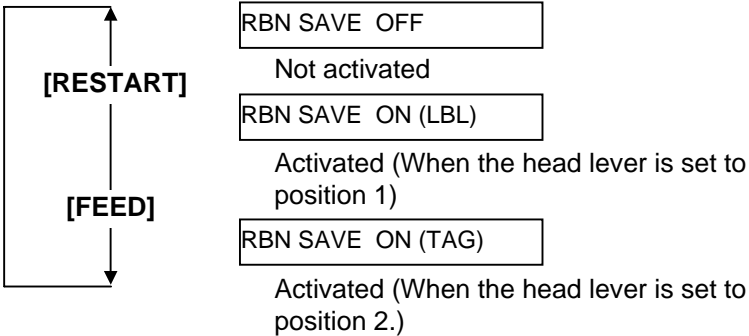 RBN SAVE  OFF
Not activated
[RESTART]
RBN SAVE  ON (LBL)
Activated (When the head lever is set to
position 1)
[FEED]
RBN SAVE  ON (TAG)
Activated (When the head lever is set to
position 2.)